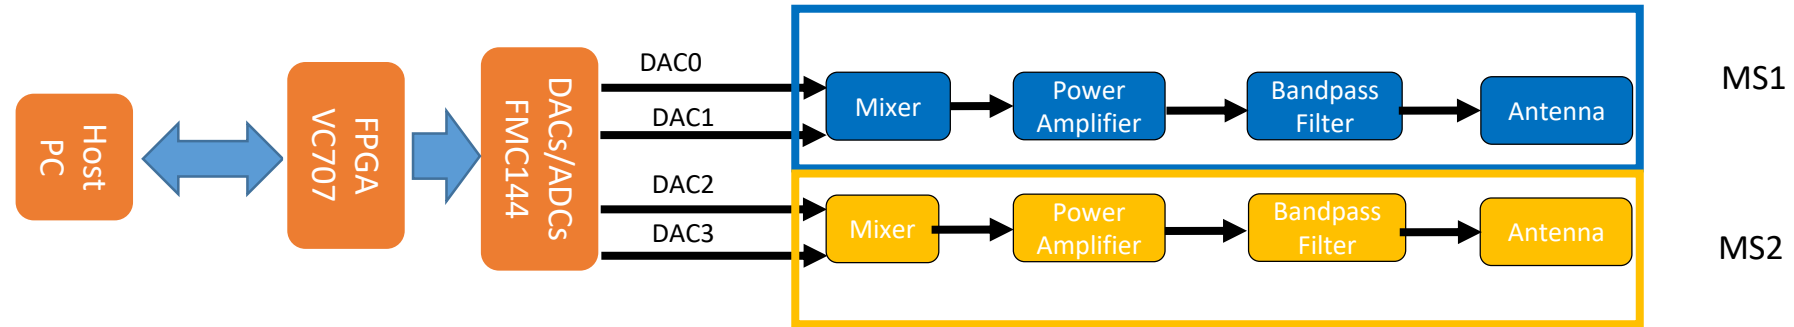 Host
PC
FPGA
VC707
DACs/ADCs
FMC144
DAC0
DAC1
DAC2
DAC3
Mixer
Power
Amplifier
Bandpass
Filter
Antenna
MS1
Mixer
Power
Amplifier
Bandpass
Filter
Antenna
MS2